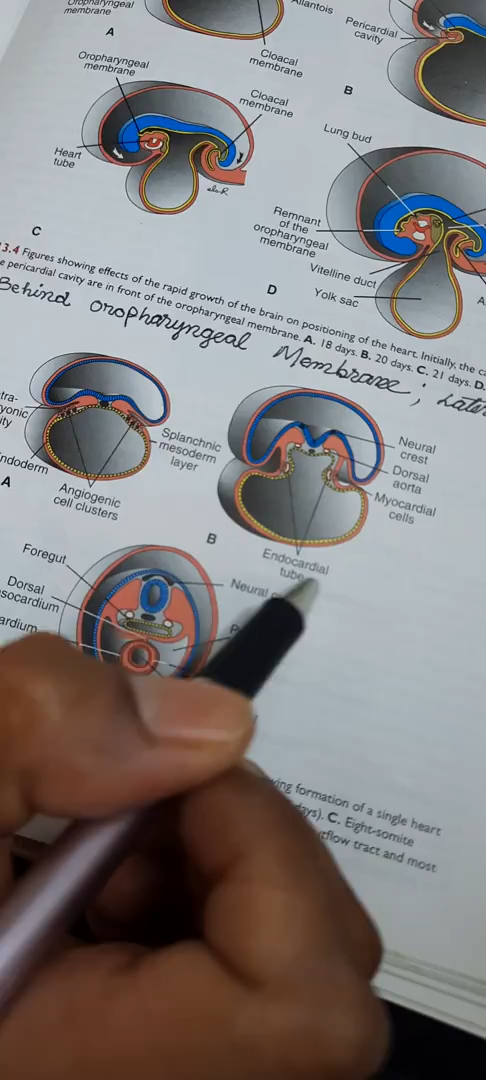 Oropharyngeal
membrane
A
Cloacal
membrane
Allantois
Pericardial
cavity
B
Oropharyngeal
membrane
Cloacal
membrane
Heart
tube
C
Lung bud
Remnant
of the
oropharyngeal
membrane
Vitelline duct
Yolk sac
D
13.4 Figures showing effects of the rapid growth of the brain on positioning of the heart. Initially, the
pericardial cavity are in front of the oropharyngeal membrane. A. 18 days. B. 20 days. C. 21 days. D.
Behind Oropharyngeal Membrane; Later
Splanchnic
mesoderm
layer
Angiogenic
cell clusters
A
Neural
crest
Dorsal
aorta
Myocardial
cells
Endocardial
tube
B
Foregut
Dorsal
Neural
formation of a single heart
days). C. Eight-somite
tract and most